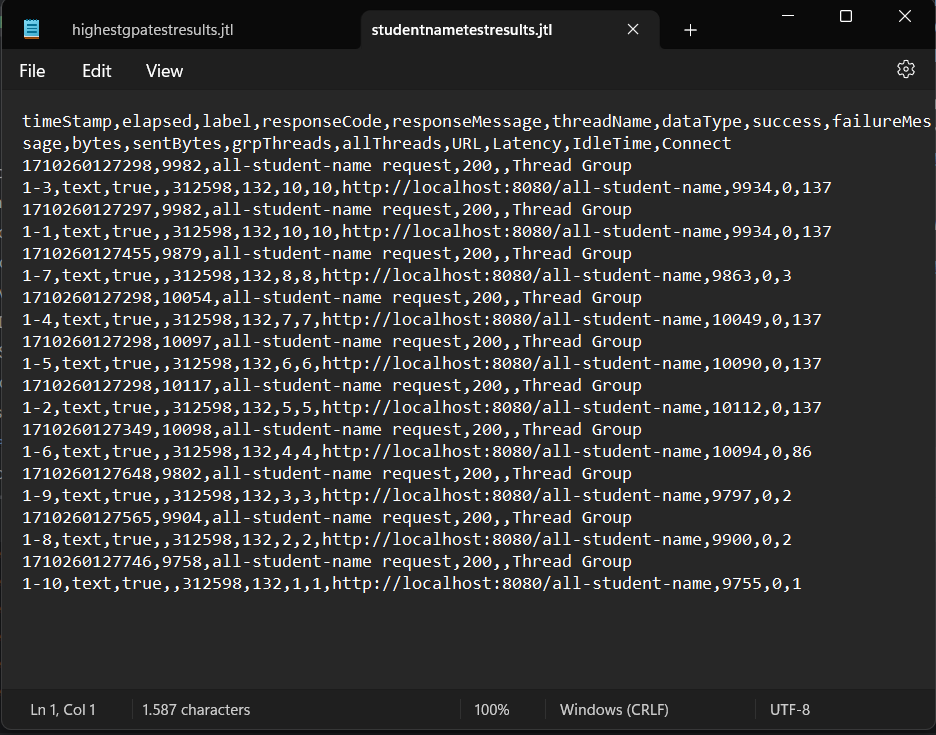 highestgpatestresults.jtl
studentnametestresults.jtl
File Edit View
timeStamp,elapsed,label,responseCode,responseMessage,threadName,dataType,success,failureMes
sage,bytes,sentBytes,grpThreads,allThreads,URL,Latency,IdleTime,Connect
1710260127298,9982,all-student-name request,200,,Thread Group
1-3,text,true,,312598,132,10,10,http://localhost:8080/all-student-name,9934,0,137
1710260127297,9982,all-student-name request,200,,Thread Group
1-1,text,true,,312598,132,10,10,http://localhost:8080/all-student-name,9934,0,137
1710260127455,9879,all-student-name request,200,,Thread Group
1-7,text,true,,312598,132,8,8,http://localhost:8080/all-student-name,9863,0,3
1710260127298,10054,all-student-name request,200,,Thread Group
1-4,text,true,,312598,132,7,7,http://localhost:8080/all-student-name,10049,0,137
1710260127298,10097,all-student-name request,200,,Thread Group
1-5,text,true,,312598,132,6,6,http://localhost:8080/all-student-name,10090,0,137
1710260127298,10117,all-student-name request,200,,Thread Group
1-2,text,true,,312598,132,5,5,http://localhost:8080/all-student-name,10112,0,137
1710260127349,10098,all-student-name request,200,,Thread Group
1-6,text,true,,312598,132,4,4,http://localhost:8080/all-student-name,10094,0,86
1710260127648,9802,all-student-name request,200,,Thread Group
1-9,text,true,,312598,132,3,3,http://localhost:8080/all-student-name,9797,0,2
1710260127565,9904,all-student-name request,200,,Thread Group
1-8,text,true,,312598,132,2,2,http://localhost:8080/all-student-name,9900,0,2
1710260127746,9758,all-student-name request,200,,Thread Group
1-10,text,true,,312598,132,1,1,http://localhost:8080/all-student-name,9755,0,1
Ln 1, Col 1 1.587 characters 100% Windows (CRLF) UTF-8